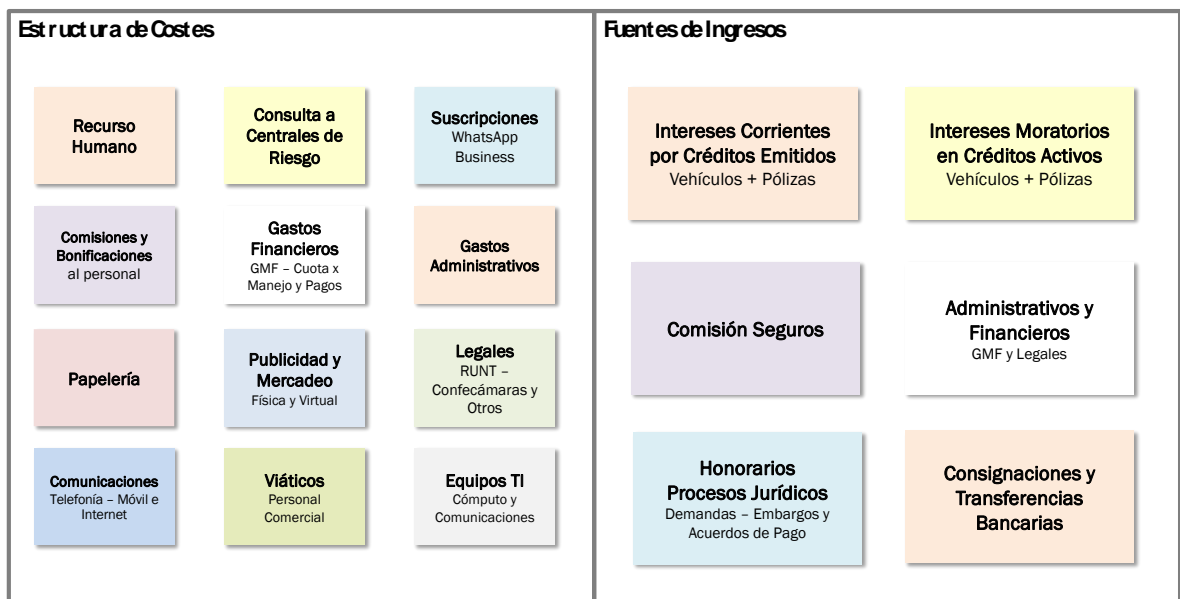 Estructura de Costes
Recurso
Humano
Consulta a
Centrales de
Riesgo
Suscripciones
WhatsApp
Business
Comisiones y
Bonificaciones
al personal
Gastos
Financieros
GMF – Cuota x
Manejo y Pagos
Gastos
Administrativos
Papelería
Publicidad y
Mercadeo
Física y Virtual
Legales
RUNT –
Confecámaras y
Otros
Comunicaciones
Telefonía – Móvil e
Internet
Viáticos
Personal
Comercial
Equipos TI
Cómputo y
Comunicaciones
Fuentes de Ingresos
Intereses Corrientes
por Créditos Emitidos
Vehículos + Pólizas
Intereses Moratorios
en Créditos Activos
Vehículos + Pólizas
Comisión Seguros
Administrativos y
Financieros
GMF y Legales
Honorarios
Procesos Jurídicos
Demandas – Embargos y
Acuerdos de Pago
Consignaciones y
Transferencias
Bancarias